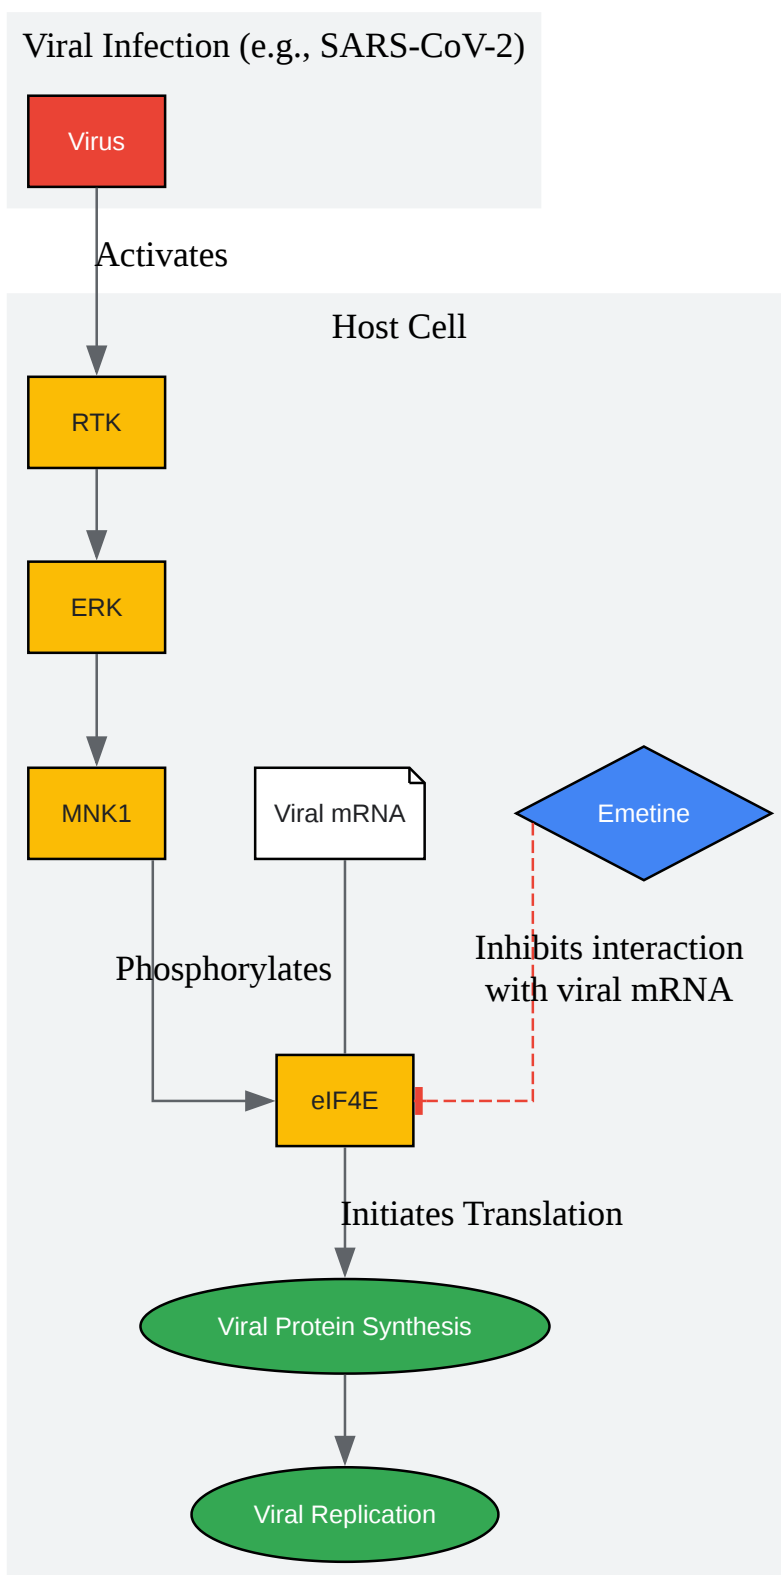 Viral Infection (e.g., SARS-CoV-2)
Virus
Activates
Host Cell
RTK
ERK
MNK1
Viral mRNA
Emetine
Phosphorylates
Inhibits interaction
with viral mRNA
eIF4E
Initiates Translation
Viral Protein Synthesis
Viral Replication